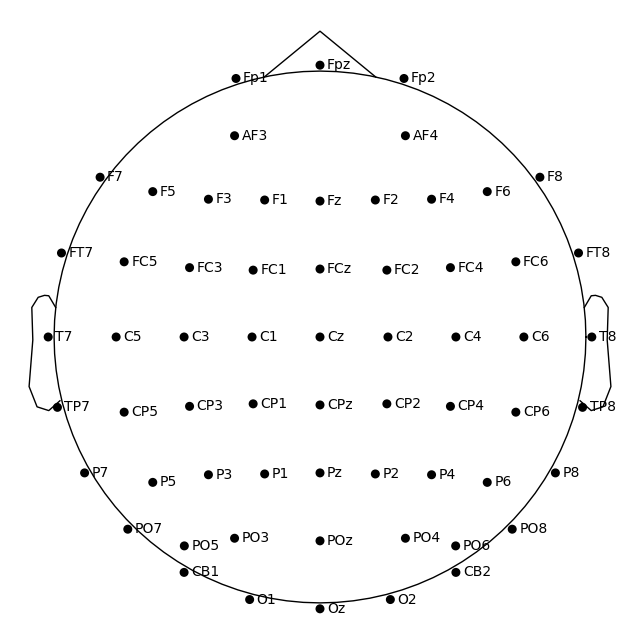 Fpz
Fp1 Fp2
AF3 AF4
F7 F8
F5 F3 F1 Fz F2 F4 F6
FT7 FT8
FC5 FC3 FC1 FCz FC2 FC4 FC6
T7 C5 C3 C1 Cz C2 C4 C6 T8
TP7 CP5 CP3 CP1 CPz CP2 CP4 CP6 TP8
P7 P5 P3 P1 Pz P2 P4 P6 P8
PO7 PO8
PO5 PO3 POz PO4 PO6
CB1 CB2
O1 Oz O2